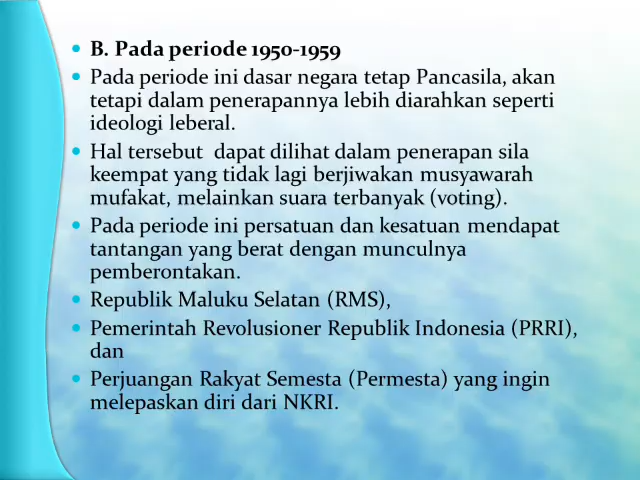 B. Pada periode 1950-1959
Pada periode ini dasar negara tetap Pancasila, akan
tetapi dalam penerapannya lebih diarahkan seperti
ideologi leberal.
Hal tersebut dapat dilihat dalam penerapan sila
keempat yang tidak lagi berjiwakan musyawarah
mufakat, melainkan suara terbanyak (voting).
Pada periode ini persatuan dan kesatuan mendapat
tantangan yang berat dengan munculnya
pemberontakan.
Republik Maluku Selatan (RMS),
Pemerintah Revolusioner Republik Indonesia (PRRI),
dan
Perjuangan Rakyat Semesta (Permesta) yang ingin
melepaskan diri dari NKRI.